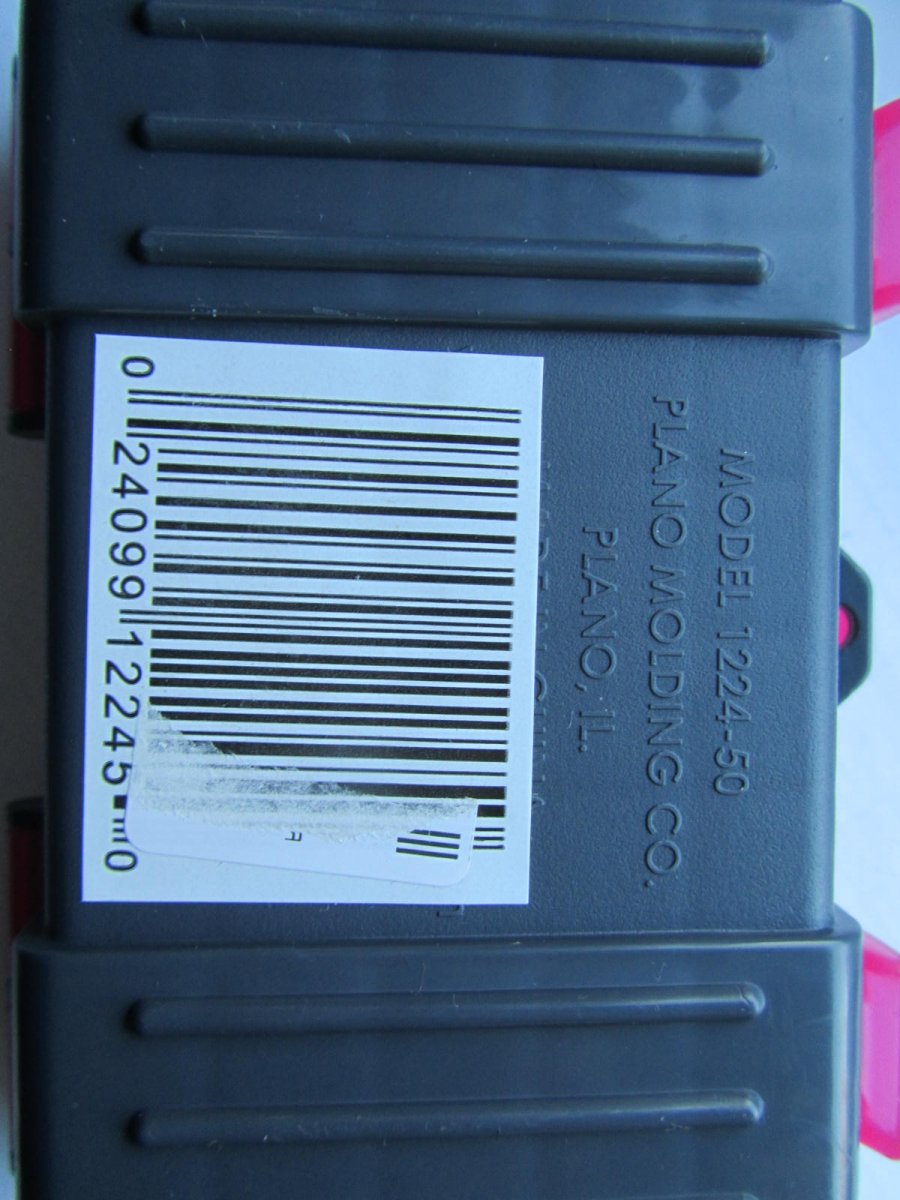 MODEL 1224-50
PLANO MOLDING CO.
PLANO, IL.
0 24099 12245 0